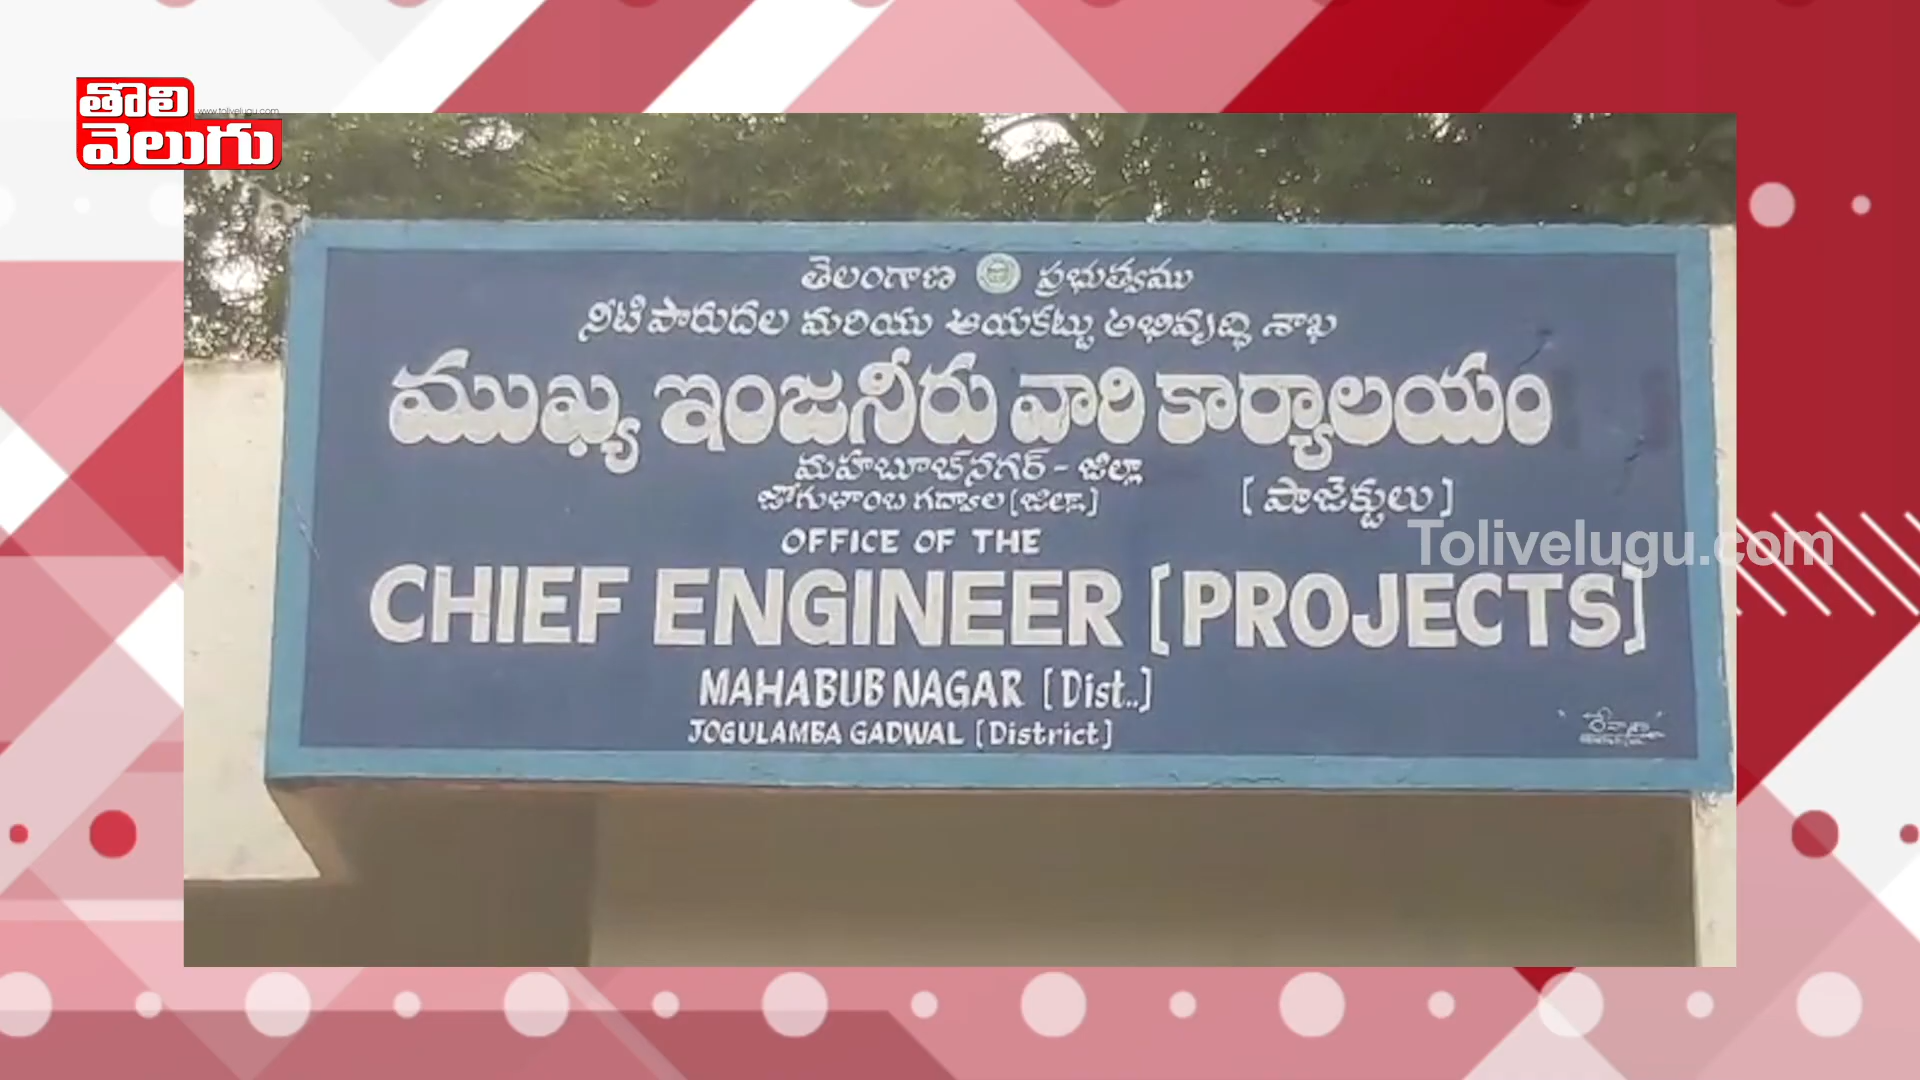 తొలి
వెలుగు
www.tolivelugu.com
తెలంగాణ ప్రభుత్వము
నీటి పారుదల మరియు ఆయకట్టు అభివృద్ధి శాఖ
ముఖ్య ఇంజనీరు వారి కార్యాలయం
మహబూబ్‌నగర్ - జిల్లా
జోగుళాంబ గద్వాల [జిల్లా] [ ప్రాజెక్టులు ]
Tolivelugu.com
OFFICE OF THE
CHIEF ENGINEER [PROJECTS]
MAHABUB NAGAR [Dist..]
JOGULAMBA GADWAL [District]